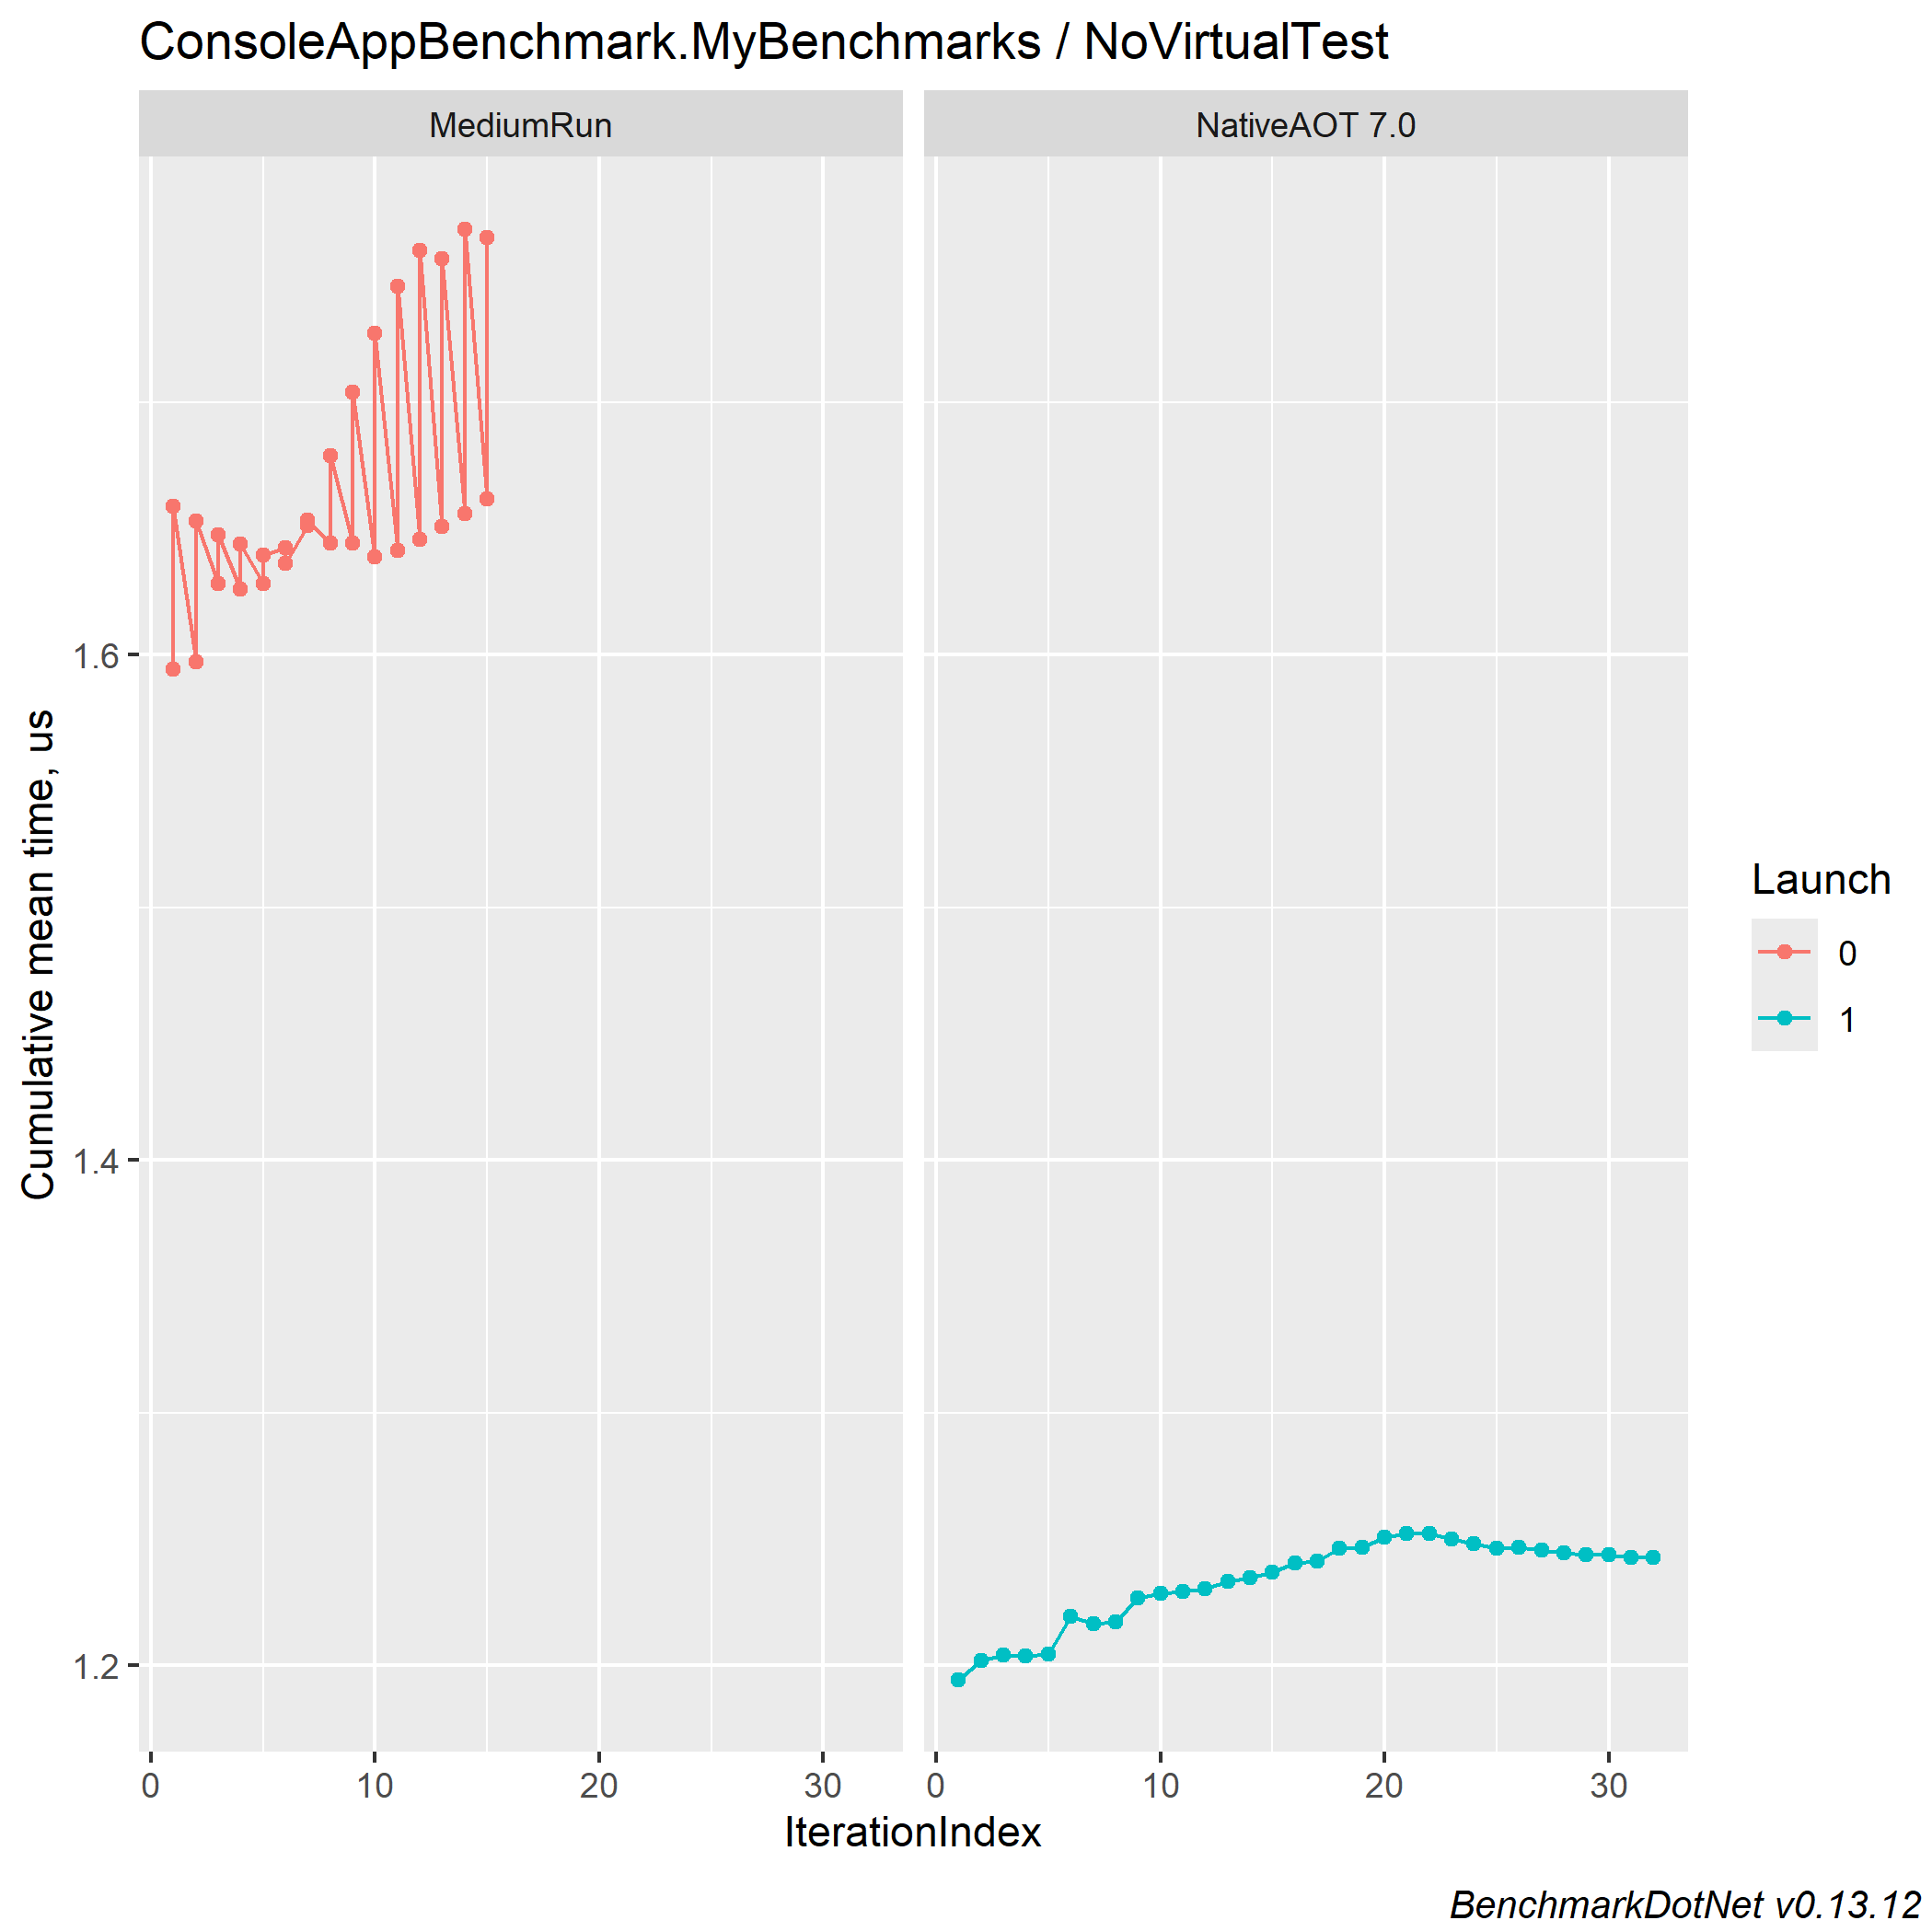 ConsoleAppBenchmark.MyBenchmarks / NoVirtualTest
MediumRun
NativeAOT 7.0
Cumulative mean time, us
1.6
1.4
1.2
0 10 20 30
0 10 20 30
IterationIndex
Launch
0
1
BenchmarkDotNet v0.13.12